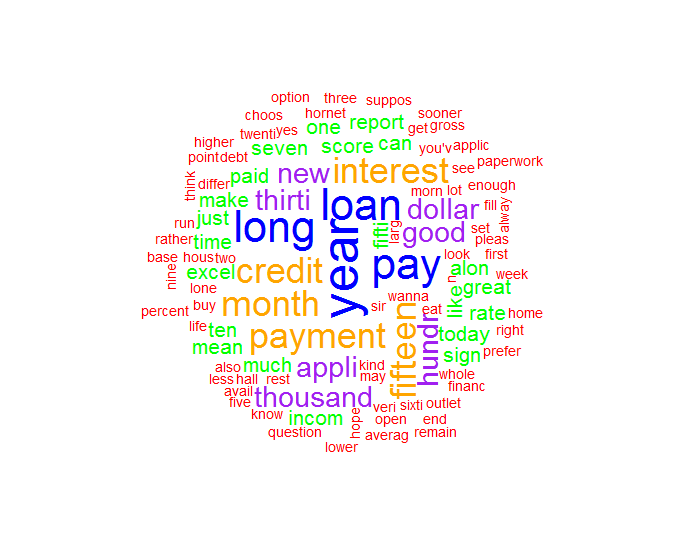 option three suppos
choos hornet sooner
twenti yes one report get gross
higher seven score can you'v applic
point debt new interest see paperwork
think differ paid morn lot enough
make thirti loan dollar fill alway
run just long year fifti larg good set
rather time pleas
base hous two pay look first
nine excel credit n alon week
lone sir wanna like great
percent buy month eat rate home
life ten payment fifteen hundr today right
mean sign prefer
also much appli kind whole
less hall rest may financ
avail thousand
five veri sixti outlet
know incom hope open end
question averag remain
lower